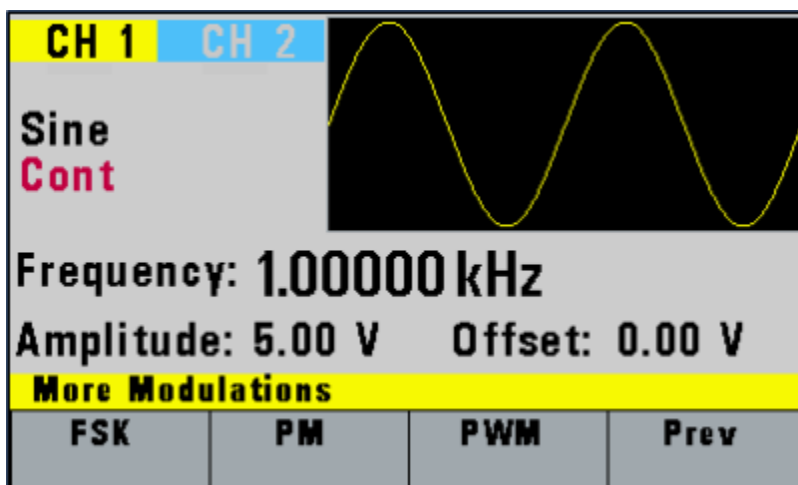 CH 1 CH 2
Sine
Cont
Frequency: 1.00000 kHz
Amplitude: 5.00 V Offset: 0.00 V
More Modulations
FSK PM PWM Prev